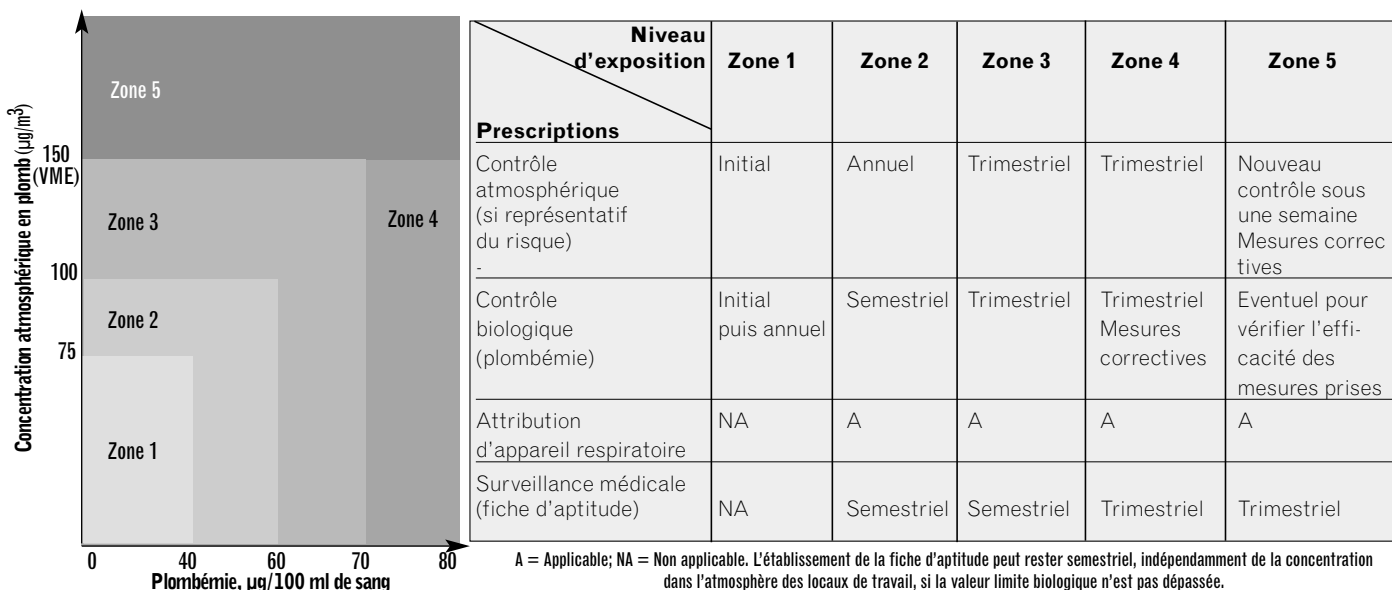 Concentration atmosphérique en plomb (µg/m³)
Zone 5
150
(VME)
Zone 3
Zone 4
100
Zone 2
75
Zone 1
0 40 60 70 80
Plombémie, µg/100 ml de sang
Niveau
d'exposition
Prescriptions
Zone 1
Zone 2
Zone 3
Zone 4
Zone 5
Contrôle
atmosphérique
(si représentatif
du risque)
-
Initial
Annuel
Trimestriel
Trimestriel
Nouveau
contrôle sous
une semaine
Mesures correc
tives
Contrôle
biologique
(plombémie)
Initial
puis annuel
Semestriel
Trimestriel
Trimestriel
Mesures
correctives
Eventuel pour
vérifier l'effi-
cacité des
mesures prises
Attribution
d'appareil respiratoire
NA
A
A
A
A
Surveillance médicale
(fiche d'aptitude)
NA
Semestriel
Semestriel
Trimestriel
Trimestriel
A = Applicable; NA = Non applicable. L'établissement de la fiche d'aptitude peut rester semestriel, indépendamment de la concentration
dans l'atmosphère des locaux de travail, si la valeur limite biologique n'est pas dépassée.